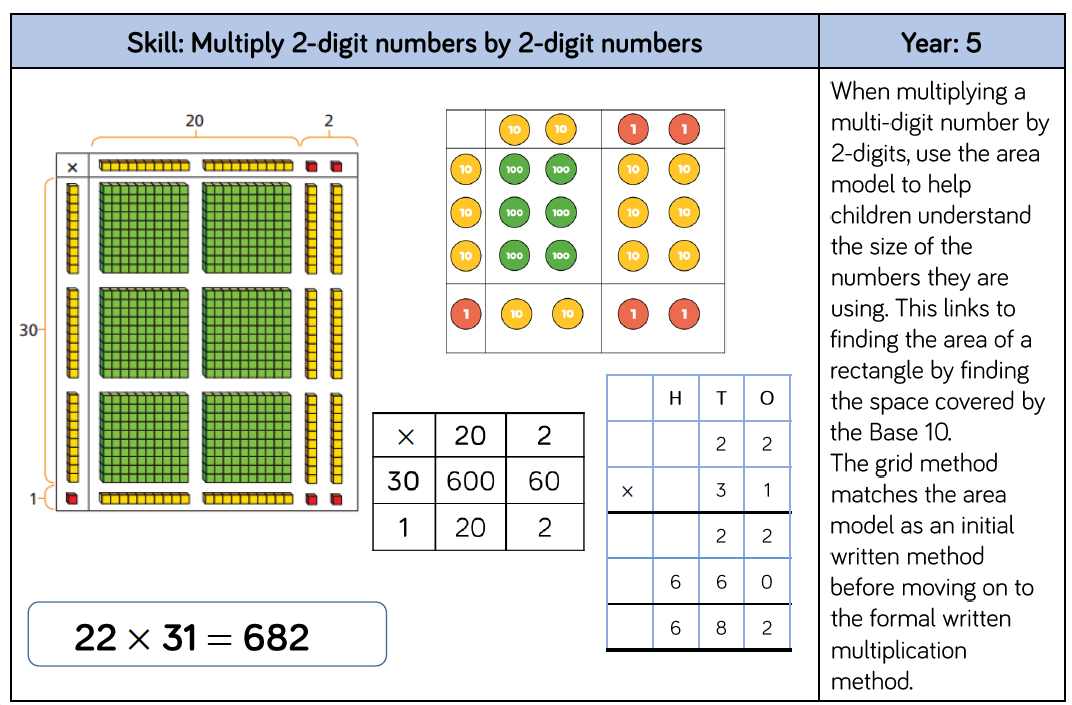 Skill: Multiply 2-digit numbers by 2-digit numbers
Year: 5
20 2
×
30
1
10 10 1 1
10 100 100 10 10
10 100 100 10 10
10 100 100 10 10
1 10 10 1 1
× 20 2
30 600 60
1 20 2
H T O
2 2
× 3 1
2 2
6 6 0
6 8 2
22 × 31 = 682
When multiplying a
multi-digit number by
2-digits, use the area
model to help
children understand
the size of the
numbers they are
using. This links to
finding the area of a
rectangle by finding
the space covered by
the Base 10.
The grid method
matches the area
model as an initial
written method
before moving on to
the formal written
multiplication
method.